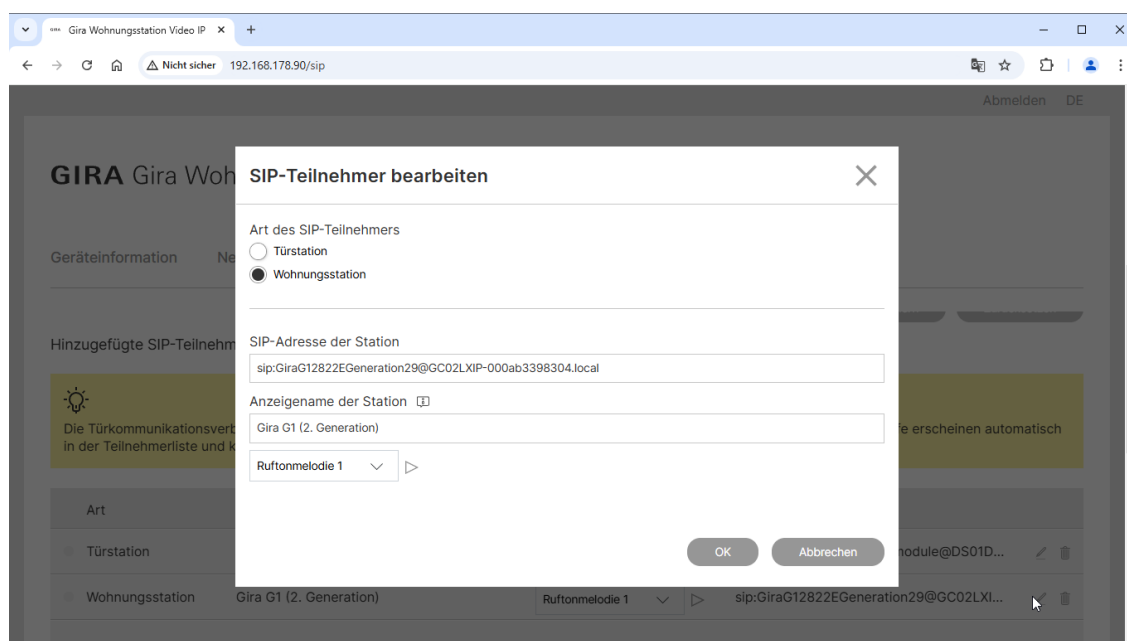 Gira Wohnungsstation Video IP
Nicht sicher 192.168.178.90/sip
Abmelden DE
GIRA Gira Woh
SIP-Teilnehmer bearbeiten
Geräteinformation Ne
Art des SIP-Teilnehmers
Türstation
Wohnungsstation
Hinzugefügte SIP-Teilnehm
SIP-Adresse der Station
sip:GiraG12822EGeneration29@GC02LXIP-000ab3398304.local
Anzeigename der Station
Gira G1 (2. Generation)
Die Türkommunikationsverb
fe erscheinen automatisch
in der Teilnehmerliste und k
Ruftonmelodie 1
Art
OK Abbrechen
Türstation
nodule@DS01D...
Wohnungsstation Gira G1 (2. Generation) Ruftonmelodie 1 sip:GiraG12822EGeneration29@GC02LXI...